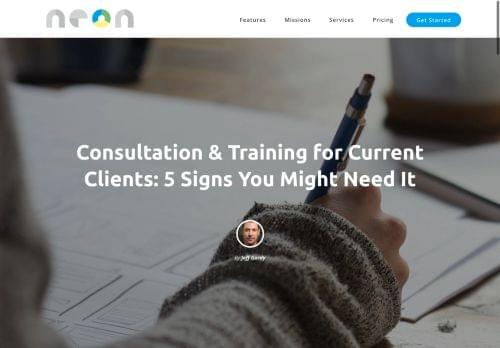 neon
Features
Missions
Services
Pricing
Get Started
Consultation & Training for Current
Clients: 5 Signs You Might Need It
by Jeff Gordy